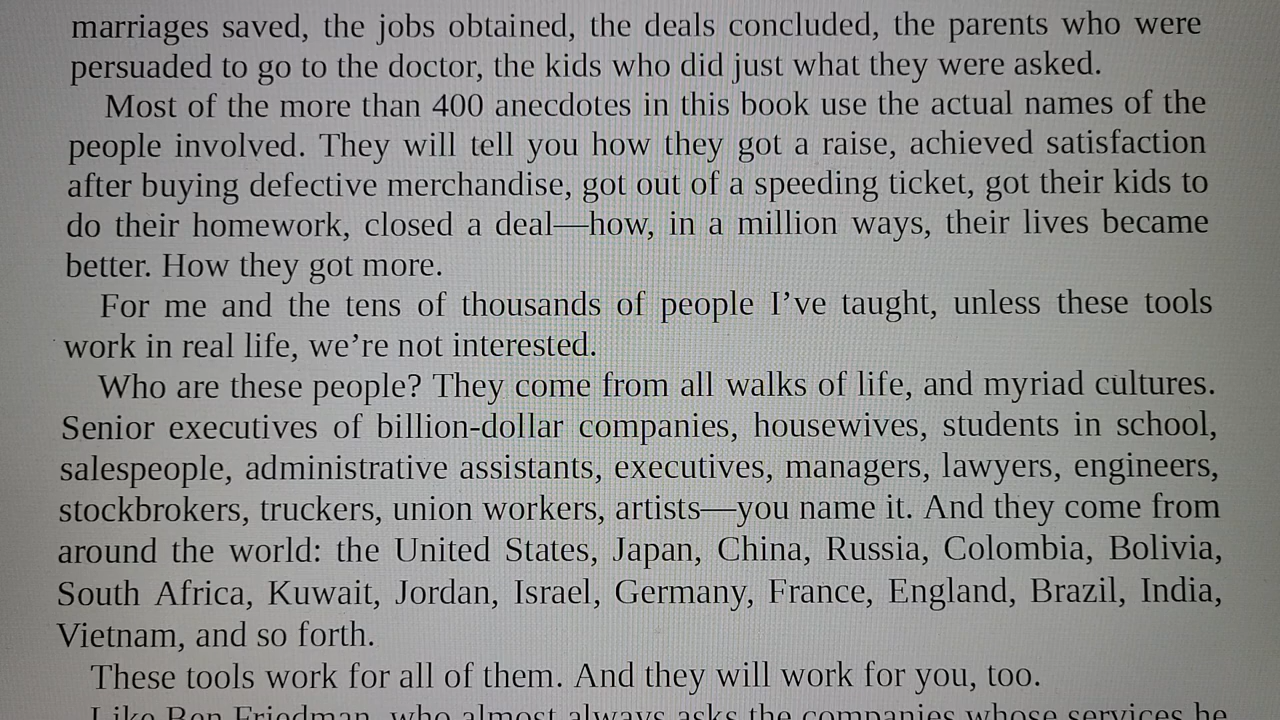 marriages saved, the jobs obtained, the deals concluded, the parents who were
persuaded to go to the doctor, the kids who did just what they were asked.
Most of the more than 400 anecdotes in this book use the actual names of the
people involved. They will tell you how they got a raise, achieved satisfaction
after buying defective merchandise, got out of a speeding ticket, got their kids to
do their homework, closed a deal—how, in a million ways, their lives became
better. How they got more.
For me and the tens of thousands of people I’ve taught, unless these tools
work in real life, we’re not interested.
Who are these people? They come from all walks of life, and myriad cultures.
Senior executives of billion-dollar companies, housewives, students in school,
salespeople, administrative assistants, executives, managers, lawyers, engineers,
stockbrokers, truckers, union workers, artists—you name it. And they come from
around the world: the United States, Japan, China, Russia, Colombia, Bolivia,
South Africa, Kuwait, Jordan, Israel, Germany, France, England, Brazil, India,
Vietnam, and so forth.
These tools work for all of them. And they will work for you, too.
Like Ben Friedman, who almost always asks the companies whose services he